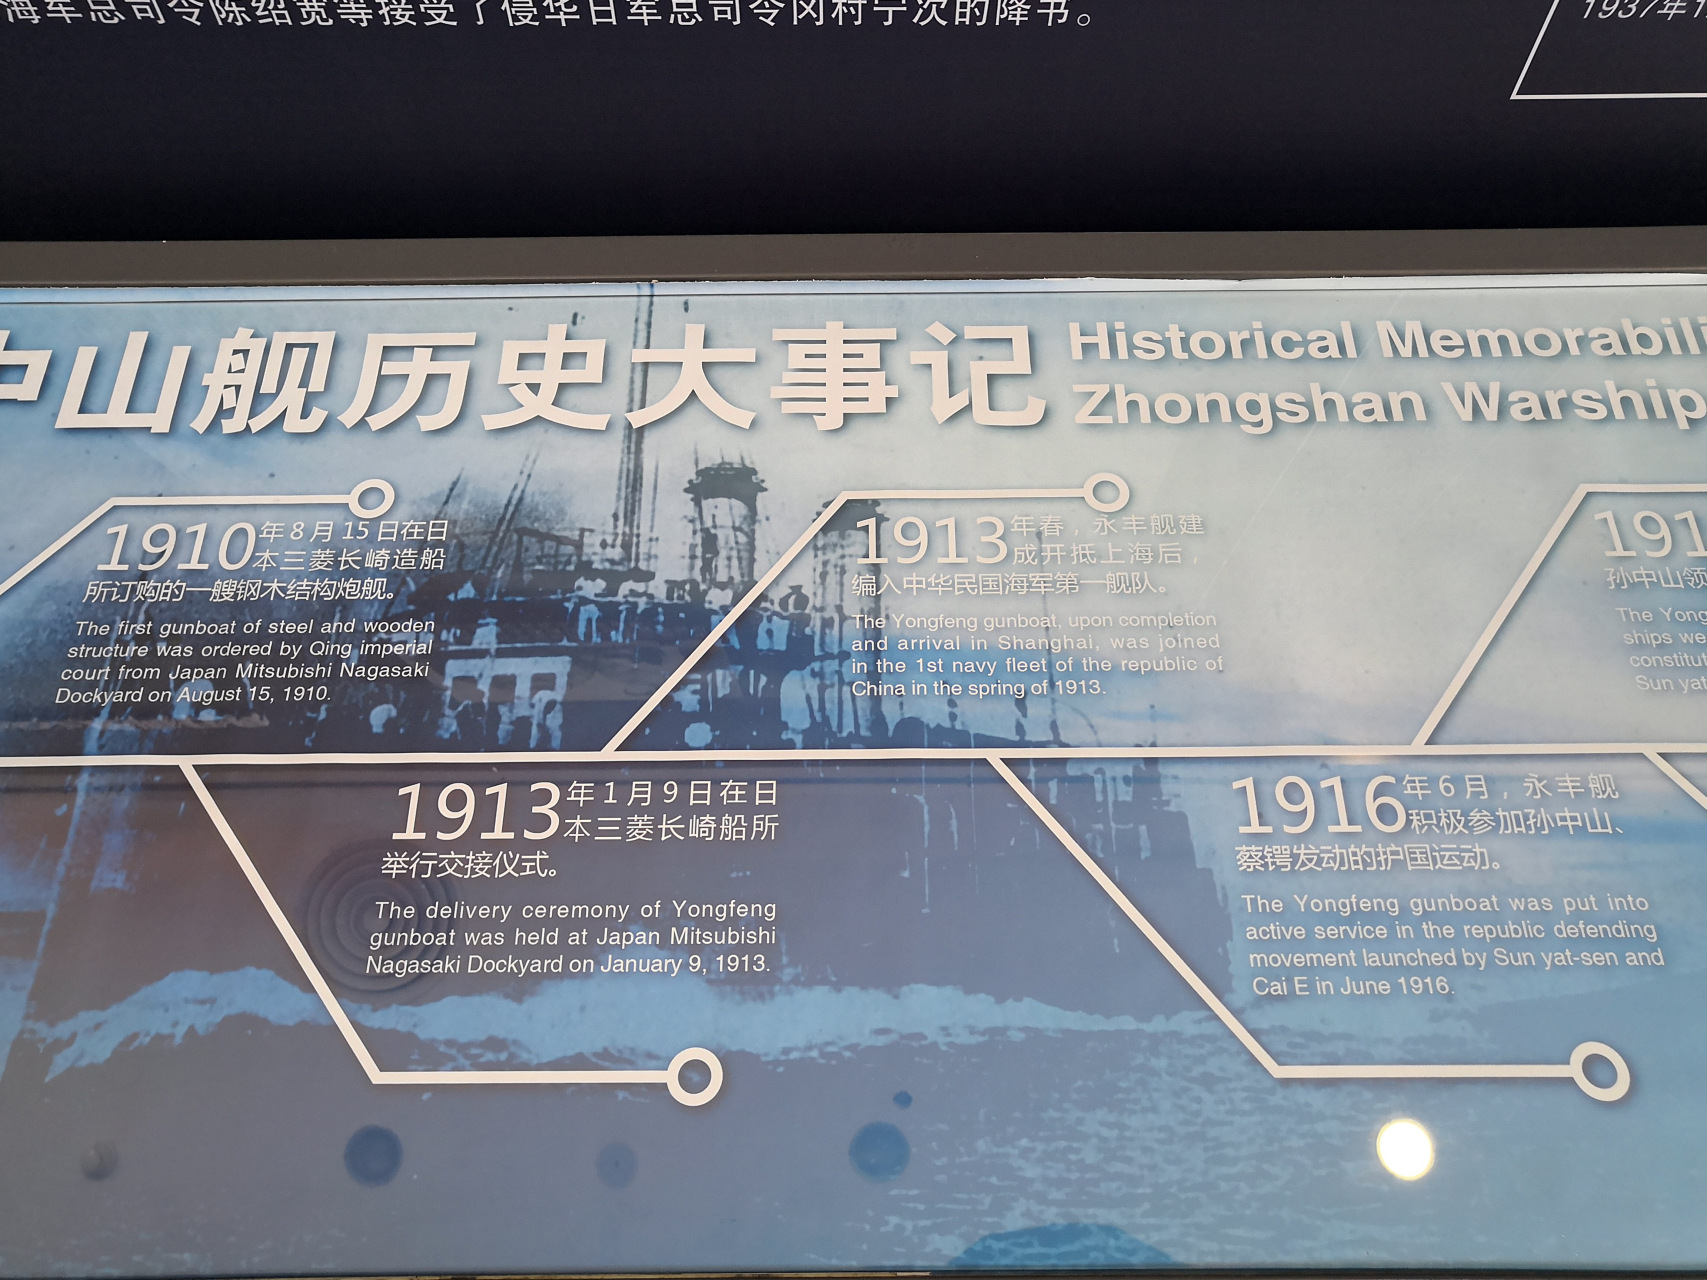 海军总司令陈绍宽等接受了侵华日军总司令冈村宁次的降书。
1937年1
中山舰历史大事记
Historical Memorabili
Zhongshan Warship
1910年8月15日在日
本三菱长崎造船
所订购的一艘钢木结构炮舰。
The first gunboat of steel and wooden
structure was ordered by Qing imperial
court from Japan Mitsubishi Nagasaki
Dockyard on August 15, 1910.
1913年春，永丰舰建
成开抵上海后，
编入中华民国海军第一舰队。
The Yongfeng gunboat, upon completion
and arrival in Shanghai, was joined
in the 1st navy fleet of the republic of
China in the spring of 1913.
191
孙中山领
The Yong
ships we
constitut
Sun yat
1913年1月9日在日
本三菱长崎船所
举行交接仪式。
The delivery ceremony of Yongfeng
gunboat was held at Japan Mitsubishi
Nagasaki Dockyard on January 9, 1913.
1916年6月，永丰舰
积极参加孙中山、
蔡锷发动的护国运动。
The Yongfeng gunboat was put into
active service in the republic defending
movement launched by Sun yat-sen and
Cai E in June 1916.